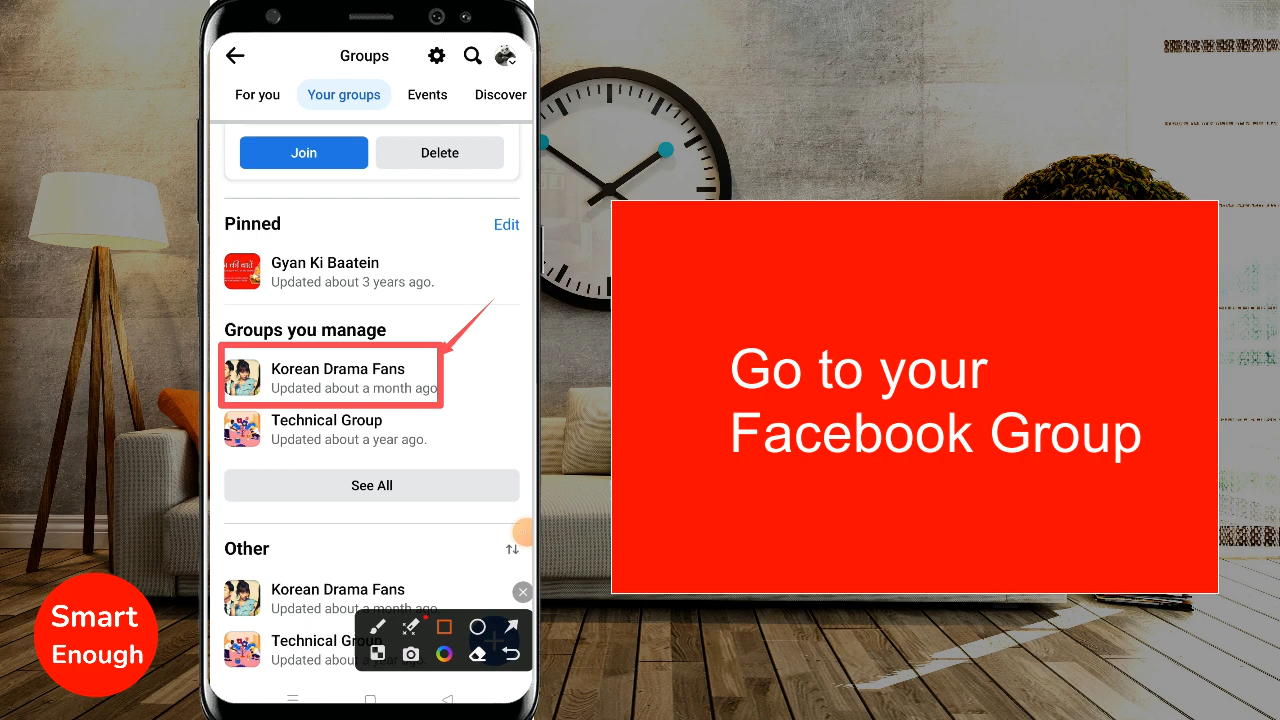 Groups
For you
Your groups
Events
Discover
Join
Delete
Pinned
Edit
Gyan Ki Baatein
Updated about 3 years ago.
Groups you manage
Korean Drama Fans
Updated about a month ago
Technical Group
Updated about a year ago.
See All
Other
Korean Drama Fans
Updated about a month ago
Technical Group
Updated about a year ago.
Go to your
Facebook Group
Smart
Enough